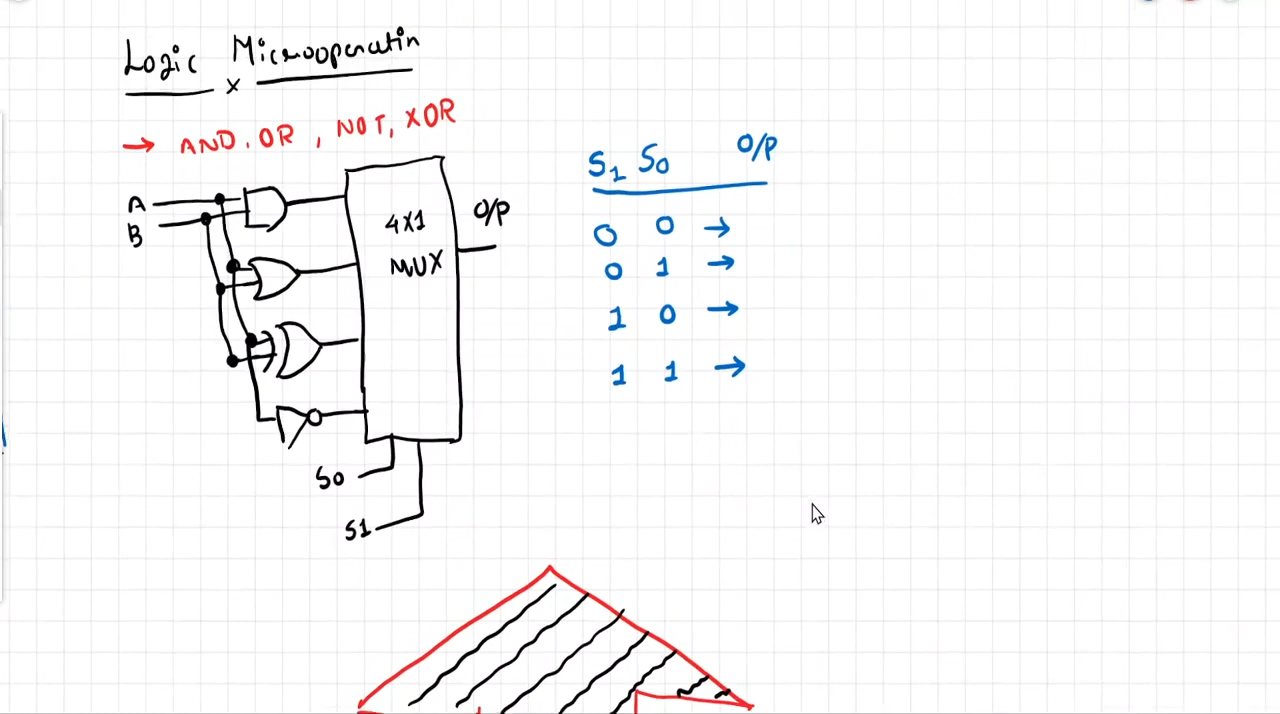 Logic Microoperatin
x
→ AND, OR, NOT, XOR
A
B
4X1
MUX
O/P
S0
S1
S1 S0 O/P
0 0 →
0 1 →
1 0 →
1 1 →